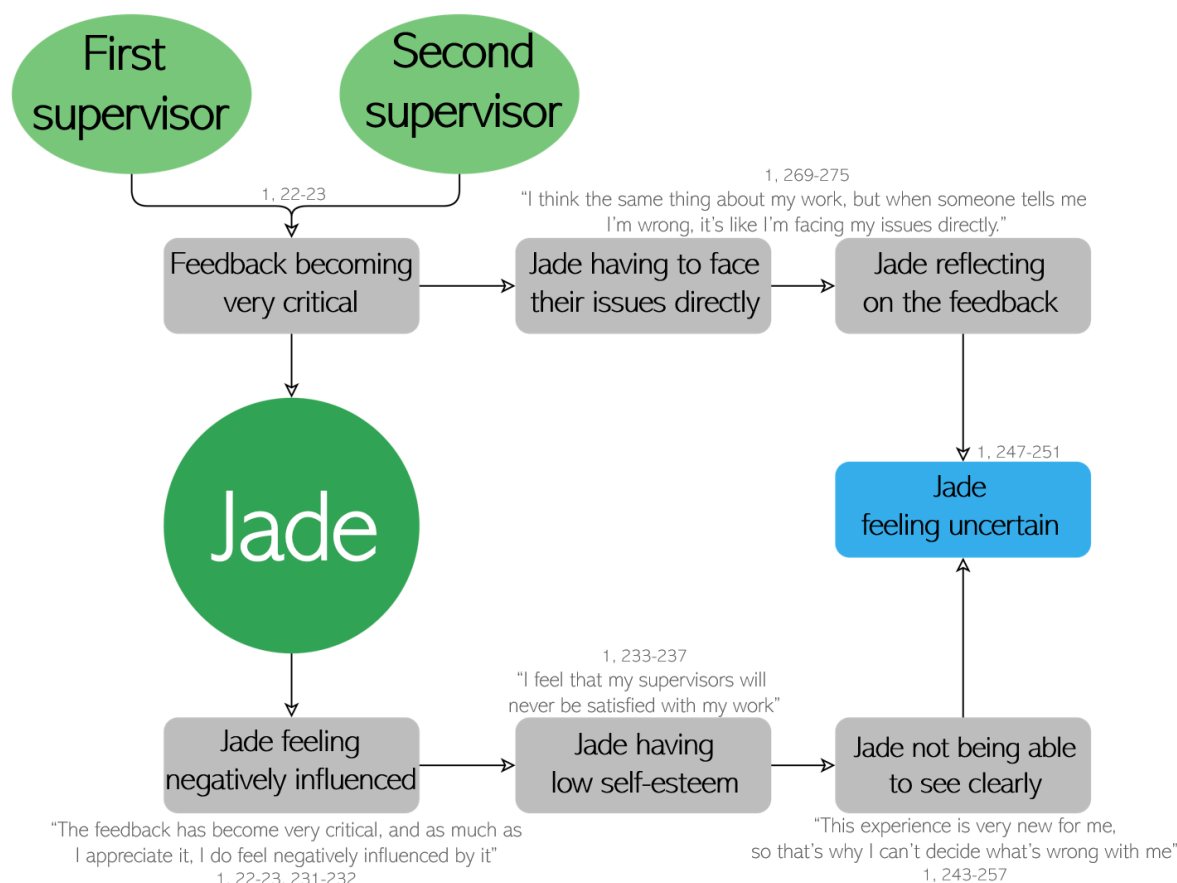 First
supervisor
Second
supervisor
1, 22-23
1, 269-275
“I think the same thing about my work, but when someone tells me
I’m wrong, it’s like I’m facing my issues directly.”
Feedback becoming
very critical
Jade having to face
their issues directly
Jade reflecting
on the feedback
Jade
1, 247-251
Jade
feeling uncertain
1, 233-237
“I feel that my supervisors will
never be satisfied with my work”
Jade feeling
negatively influenced
Jade having
low self-esteem
Jade not being able
to see clearly
“The feedback has become very critical, and as much as
I appreciate it, I do feel negatively influenced by it”
1, 22-23, 231-232
“This experience is very new for me,
so that’s why I can’t decide what’s wrong with me”
1, 243-257